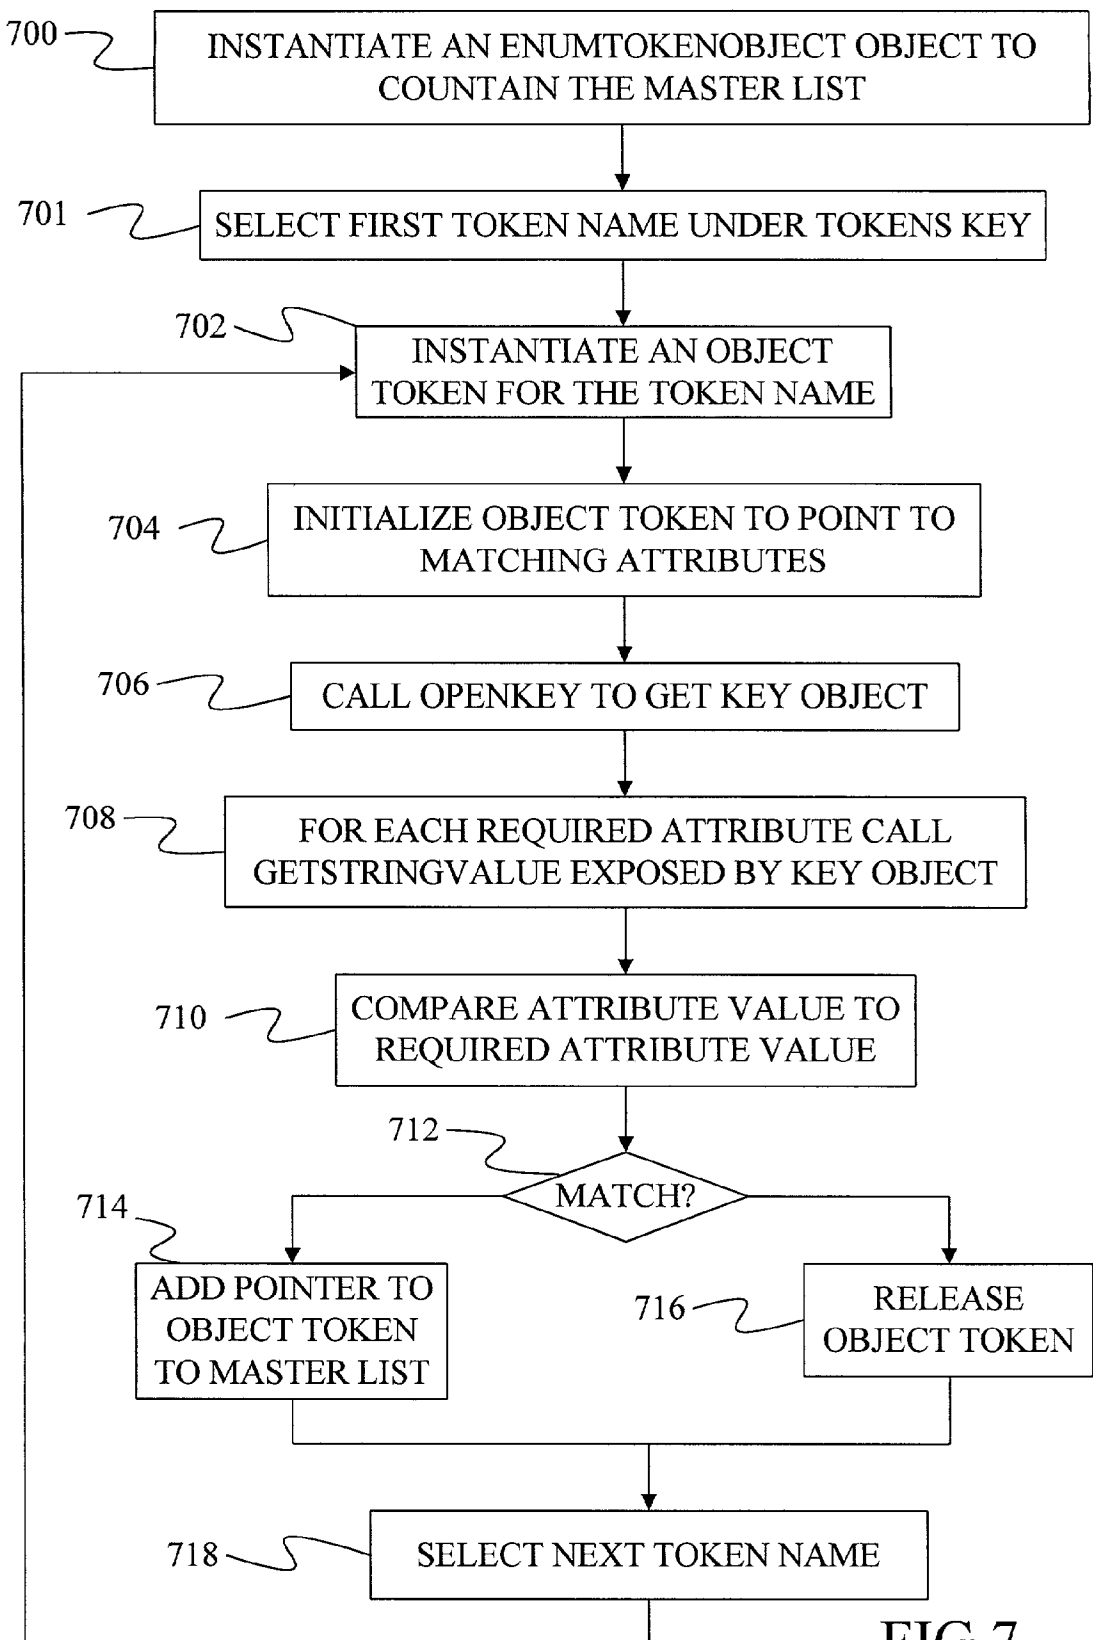 700
INSTANTIATE AN ENUMTOKENOBJECT OBJECT TO
COUNTAIN THE MASTER LIST
701
SELECT FIRST TOKEN NAME UNDER TOKENS KEY
702
INSTANTIATE AN OBJECT
TOKEN FOR THE TOKEN NAME
704
INITIALIZE OBJECT TOKEN TO POINT TO
MATCHING ATTRIBUTES
706
CALL OPENKEY TO GET KEY OBJECT
708
FOR EACH REQUIRED ATTRIBUTE CALL
GETSTRINGVALUE EXPOSED BY KEY OBJECT
710
COMPARE ATTRIBUTE VALUE TO
REQUIRED ATTRIBUTE VALUE
712
MATCH?
714
ADD POINTER TO
OBJECT TOKEN
TO MASTER LIST
716
RELEASE
OBJECT TOKEN
718
SELECT NEXT TOKEN NAME
FIG 7